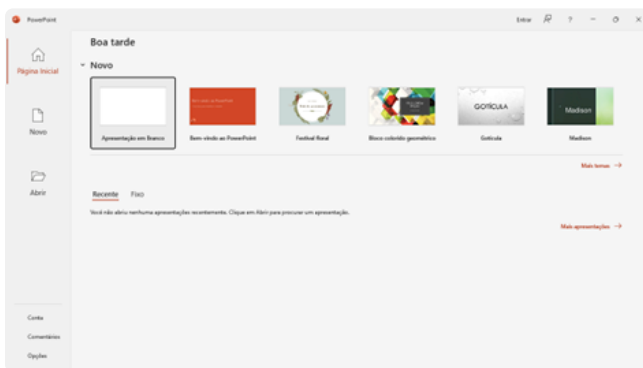 PowerPoint
Entrar
?
Boa tarde
Página Inicial
Novo
GOTÍCULA
Madison
Apresentação em Branco
Bem-vindo ao PowerPoint
Festival floral
Bloco colorido geométrico
Gotícula
Madison
Novo
Mais temas
Abrir
Recente
Fixo
Você não abriu nenhuma apresentações recentemente. Clique em Abrir para procurar um apresentação.
Mais apresentações
Conta
Comentários
Opções